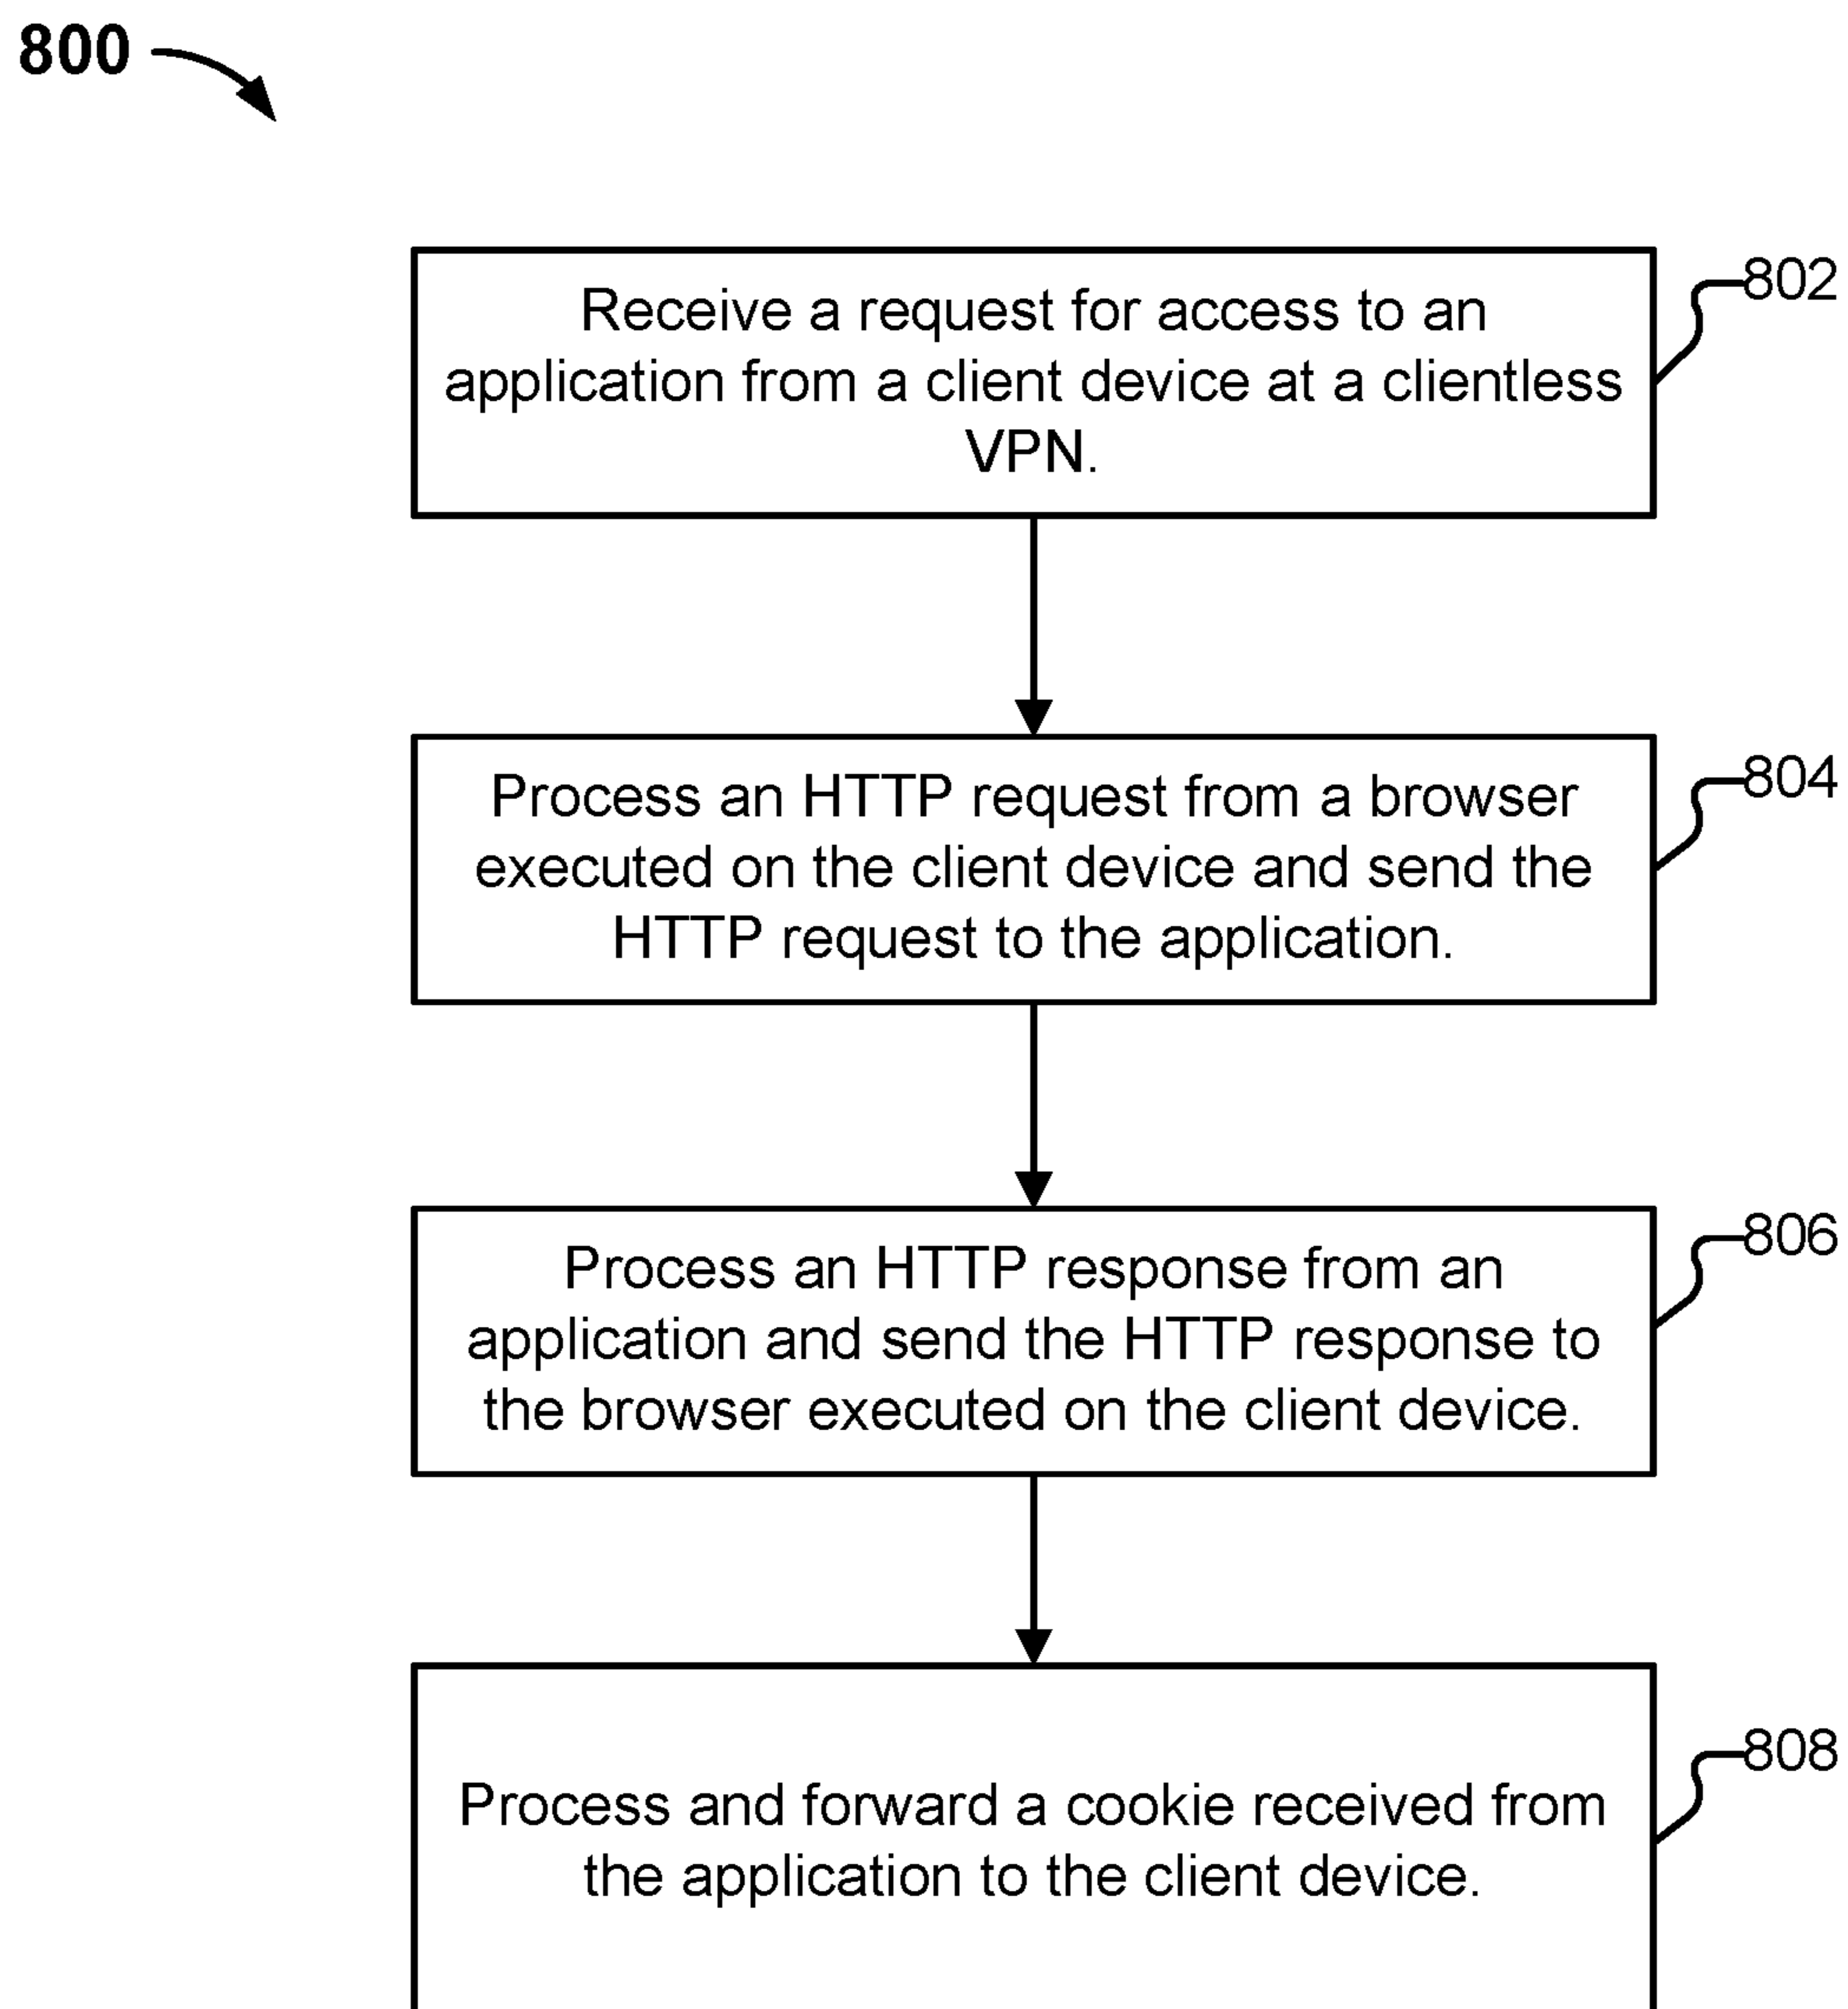 800
Receive a request for access to an
application from a client device at a clientless
VPN.
802
Process an HTTP request from a browser
executed on the client device and send the
HTTP request to the application.
804
Process an HTTP response from an
application and send the HTTP response to
the browser executed on the client device.
806
Process and forward a cookie received from
the application to the client device.
808